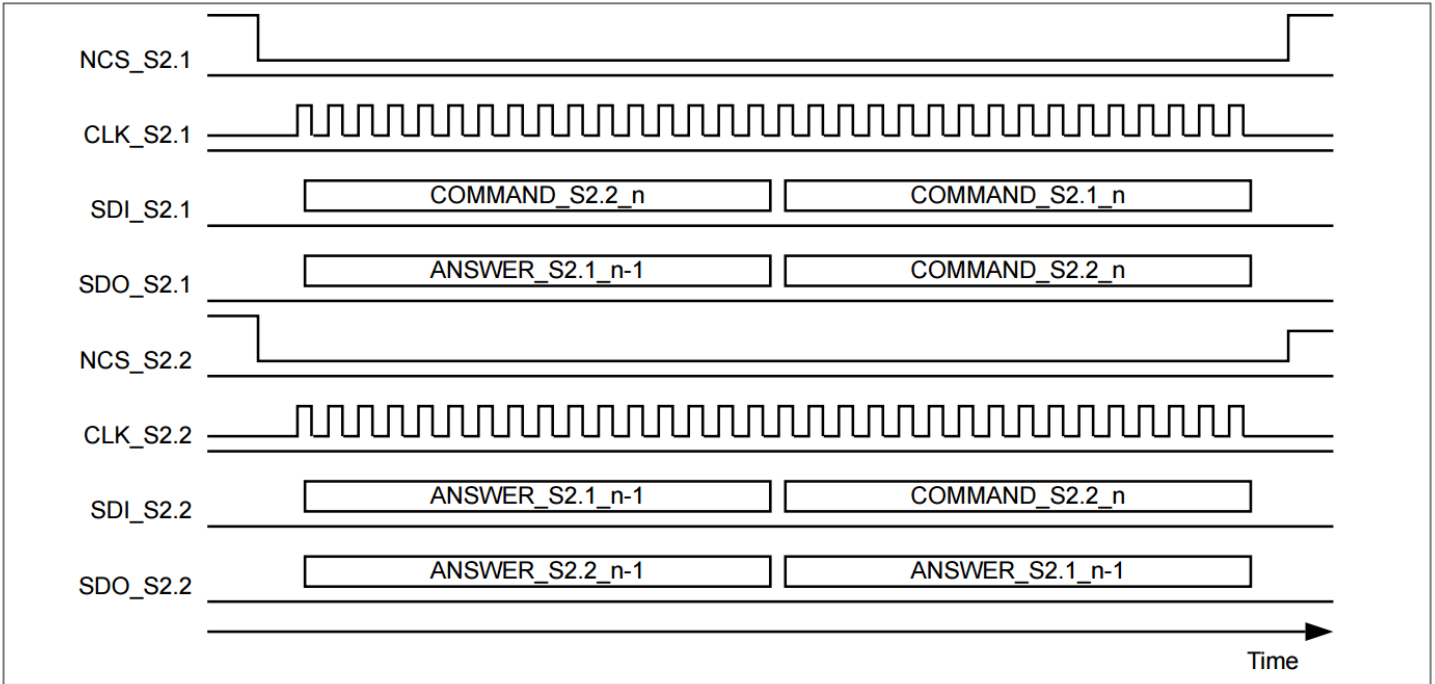 NCS_S2.1
CLK_S2.1
SDI_S2.1 COMMAND_S2.2_n COMMAND_S2.1_n
SDO_S2.1 ANSWER_S2.1_n-1 COMMAND_S2.2_n
NCS_S2.2
CLK_S2.2
SDI_S2.2 ANSWER_S2.1_n-1 COMMAND_S2.2_n
SDO_S2.2 ANSWER_S2.2_n-1 ANSWER_S2.1_n-1
Time